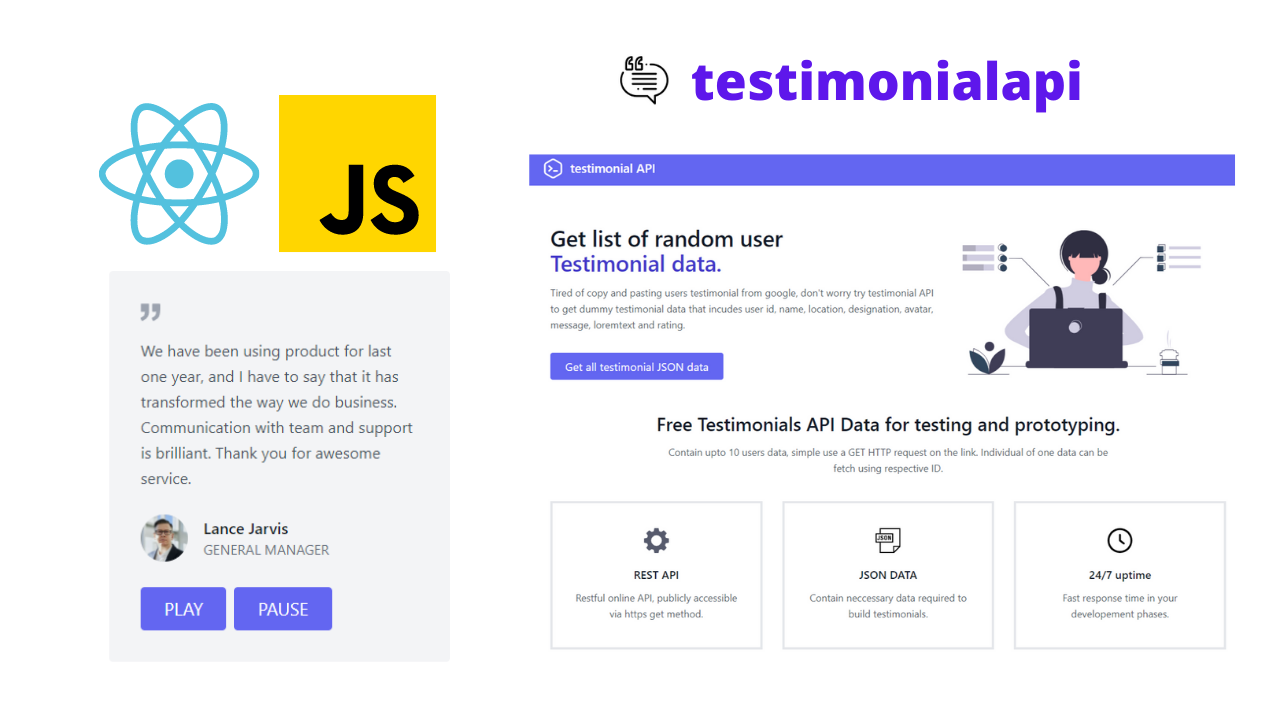 testimonialapi
JS
We have been using product for last
one year, and I have to say that it has
transformed the way we do business.
Communication with team and support
is brilliant. Thank you for awesome
service.
Lance Jarvis
GENERAL MANAGER
PLAY
PAUSE
testimonial API
Get list of random user
Testimonial data.
Tired of copy and pasting users testimonial from google, don't worry try testimonial API
to get dummy testimonial data that incudes user id, name, location, designation, avatar,
message, loremtext and rating.
Get all testimonial JSON data
Free Testimonials API Data for testing and prototyping.
Contain upto 10 users data, simple use a GET HTTP request on the link. Individual of one data can be
fetch using respective ID.
REST API
Restful online API, publicly accessible
via https get method.
JSON
JSON DATA
Contain neccessary data required to
build testimonials.
24/7 uptime
Fast response time in your
developement phases.